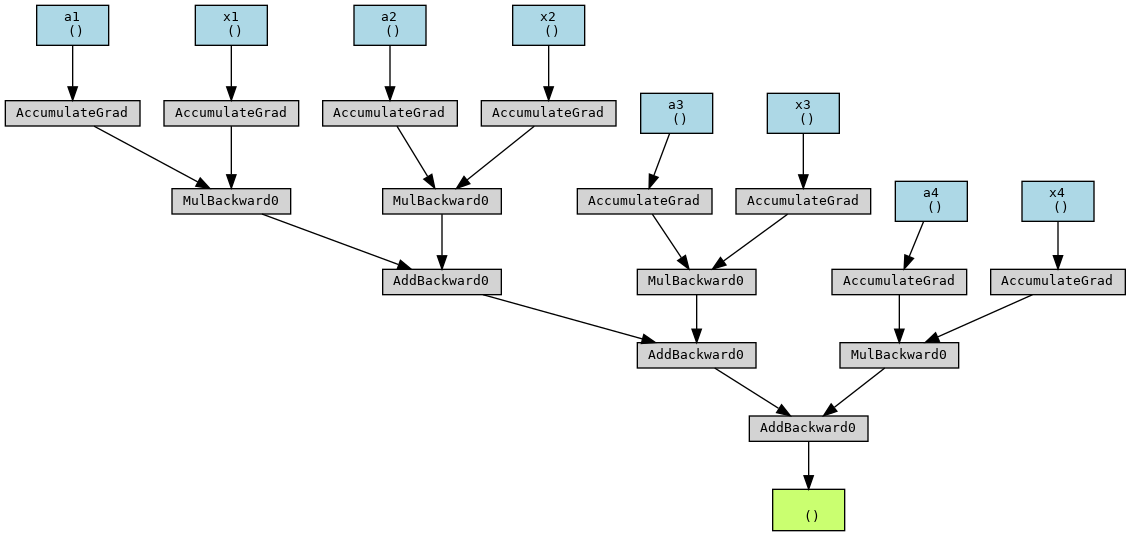 a1
()
x1
()
a2
()
x2
()
AccumulateGrad
AccumulateGrad
AccumulateGrad
AccumulateGrad
a3
()
x3
()
MulBackward0
MulBackward0
AccumulateGrad
AccumulateGrad
a4
()
x4
()
AddBackward0
MulBackward0
AccumulateGrad
AccumulateGrad
AddBackward0
MulBackward0
AddBackward0
()